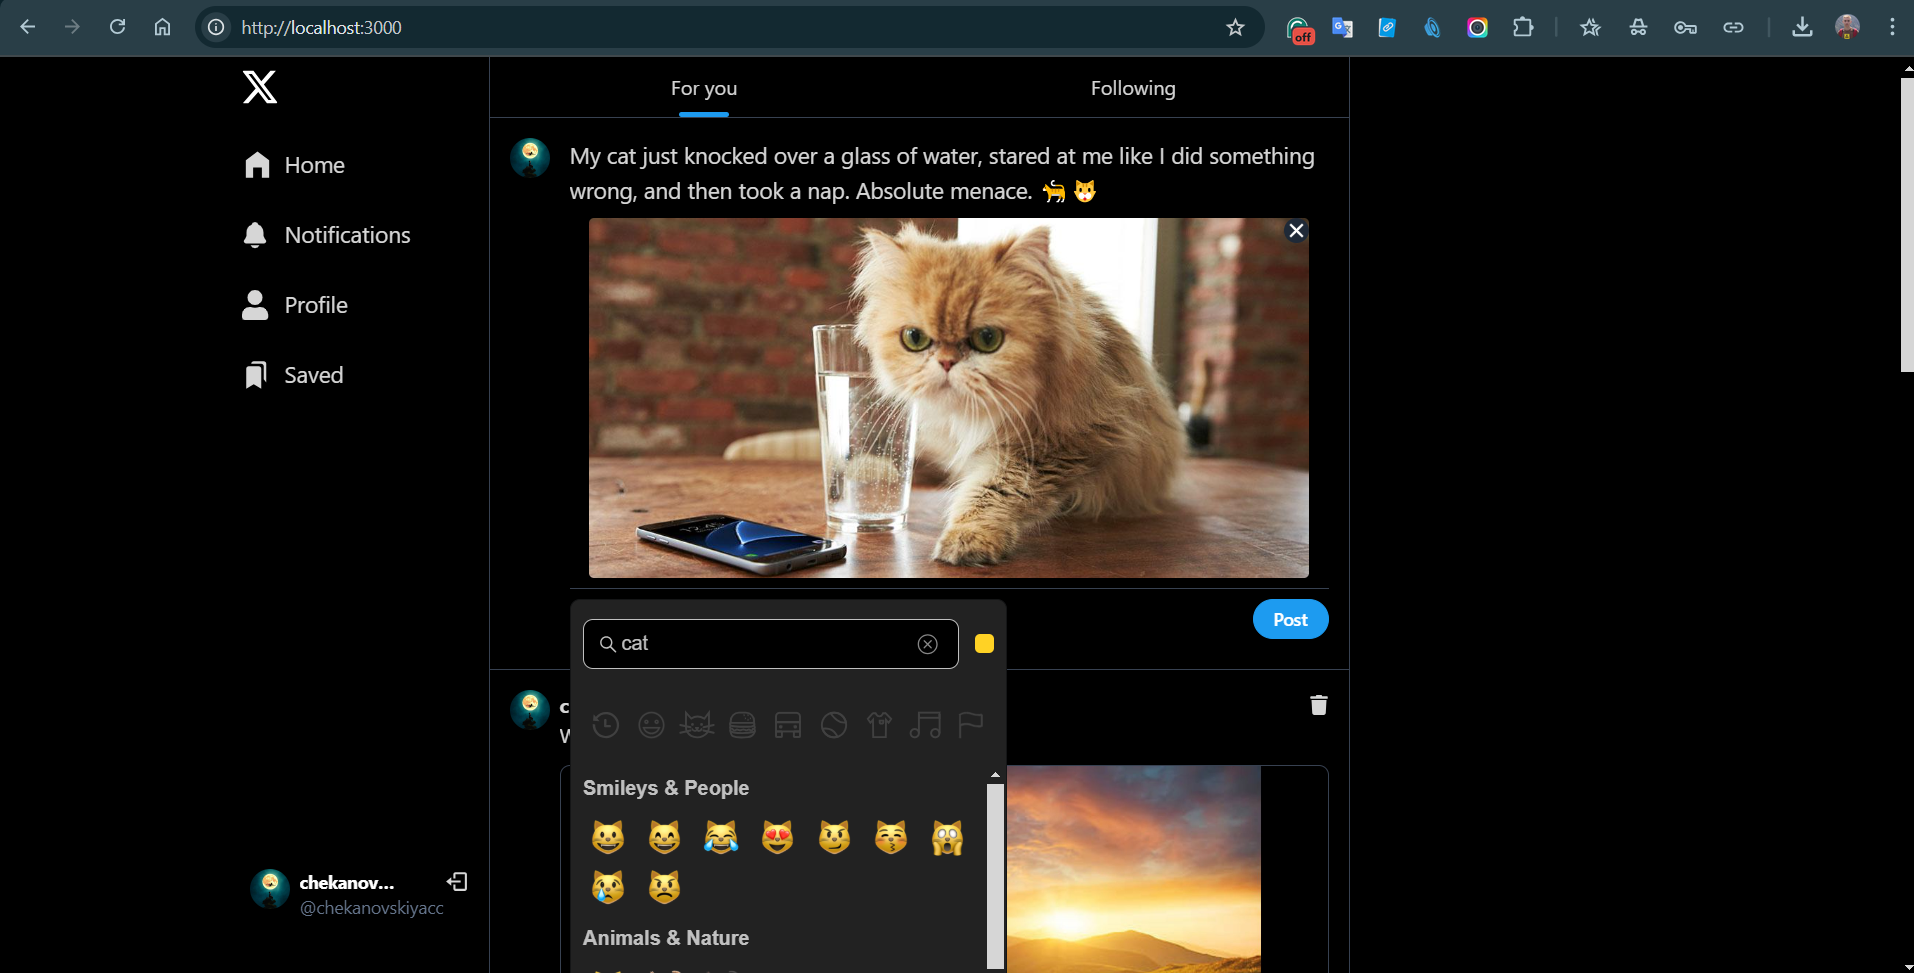 http://localhost:3000
off
For you
Following
Home
Notifications
Profile
Saved
My cat just knocked over a glass of water, stared at me like I did something
wrong, and then took a nap. Absolute menace. 🐈 🐱
12:45
Post
cat
c
W
Smileys & People
Animals & Nature
chekanov...
@chekanovskiyacc